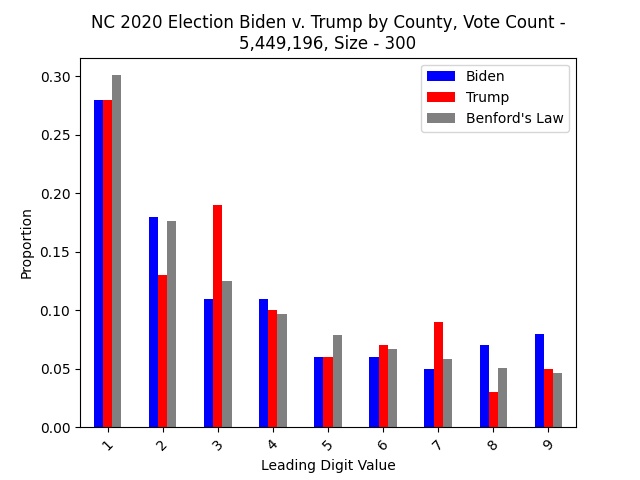 NC 2020 Election Biden v. Trump by County, Vote Count -
5,449,196, Size - 300
Biden
Trump
Benford's Law
Proportion
0.30
0.25
0.20
0.15
0.10
0.05
0.00
1 2 3 4 5 6 7 8 9
Leading Digit Value